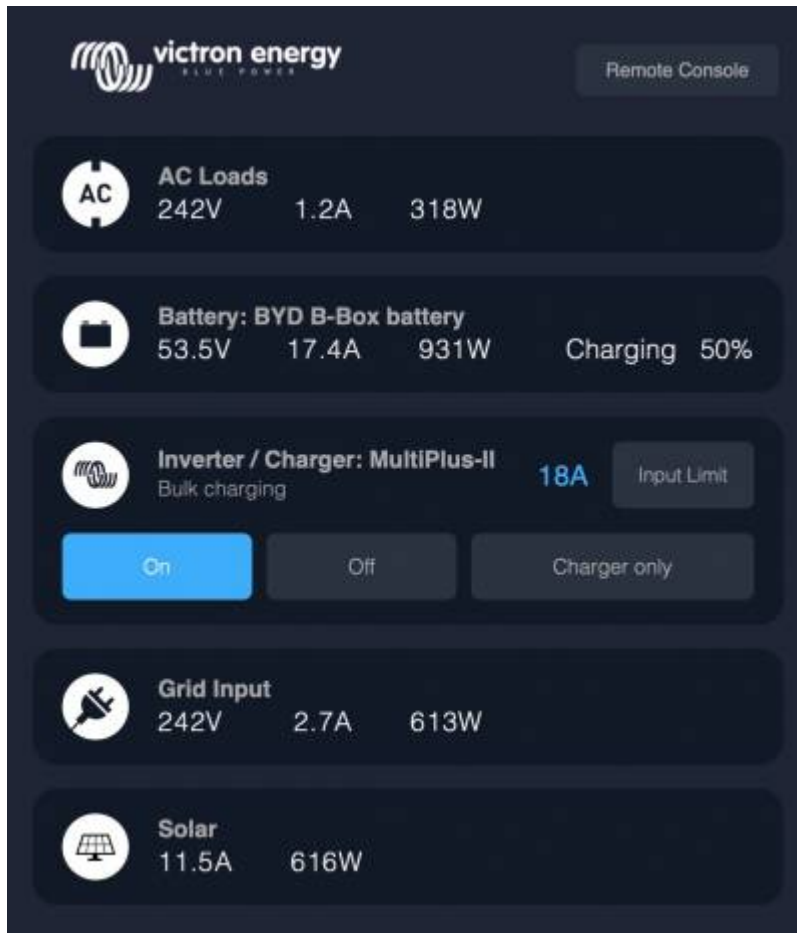 victron energy
BLUE POWER
Remote Console
AC
AC Loads
242V 1.2A 318W
Battery: BYD B-Box battery
53.5V 17.4A 931W Charging 50%
Inverter / Charger: MultiPlus-II
Bulk charging
18A Input Limit
On Off Charger only
Grid Input
242V 2.7A 613W
Solar
11.5A 616W